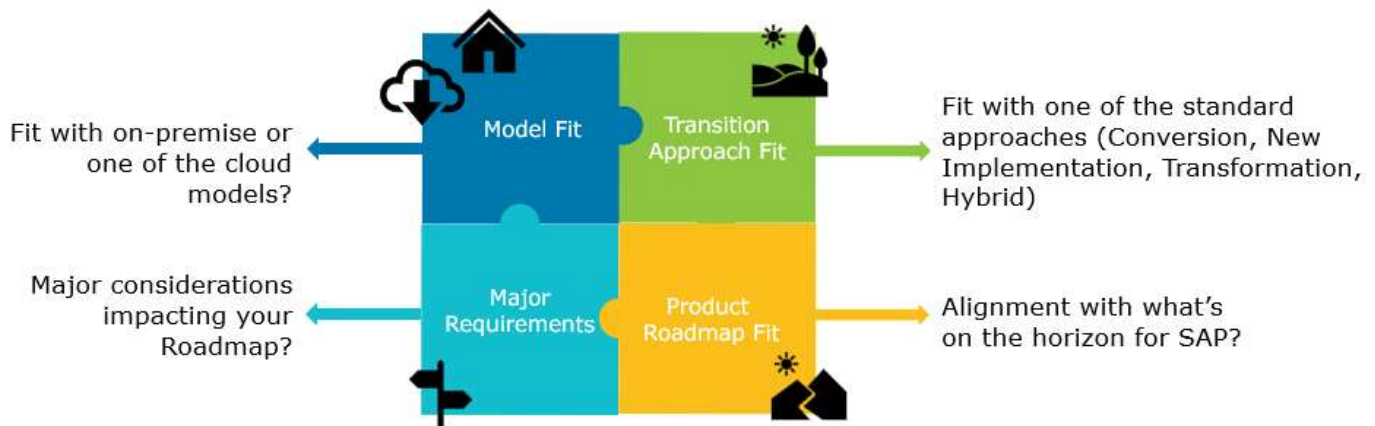 Fit with on-premise or
one of the cloud
models?
Model Fit
Transition
Approach Fit
Fit with one of the standard
approaches (Conversion, New
Implementation, Transformation,
Hybrid)
Major considerations
impacting your
Roadmap?
Major
Requirements
Product
Roadmap Fit
Alignment with what’s
on the horizon for SAP?